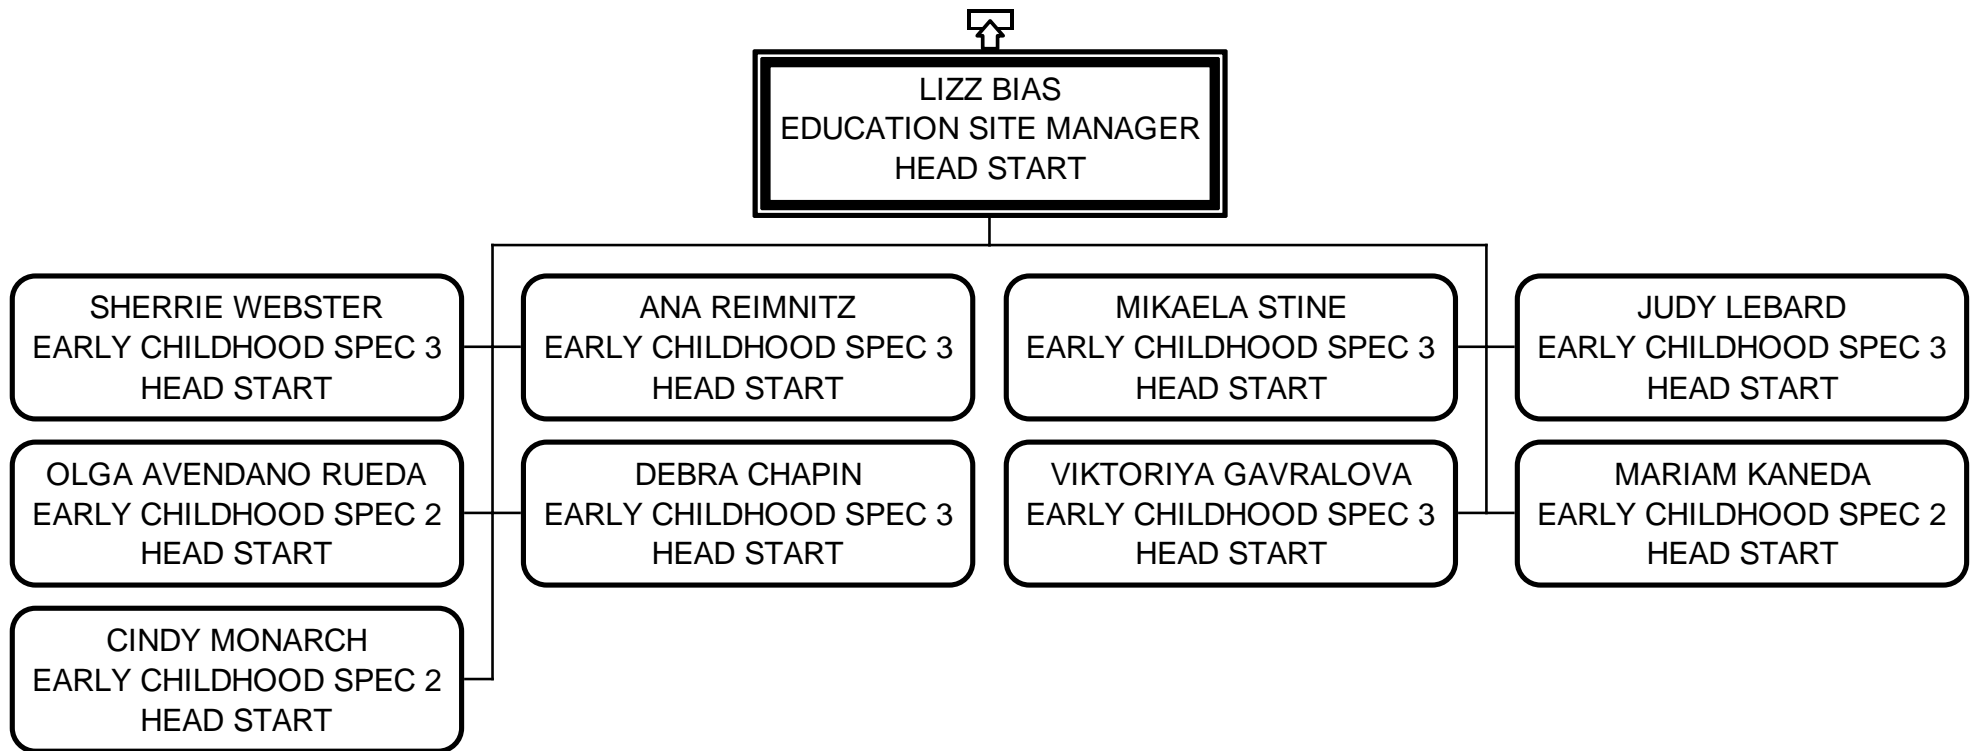 LIZZ BIAS
EDUCATION SITE MANAGER
HEAD START
SHERRIE WEBSTER
EARLY CHILDHOOD SPEC 3
HEAD START
ANA REIMNITZ
EARLY CHILDHOOD SPEC 3
HEAD START
MIKAELA STINE
EARLY CHILDHOOD SPEC 3
HEAD START
JUDY LEBARD
EARLY CHILDHOOD SPEC 3
HEAD START
OLGA AVENDANO RUEDA
EARLY CHILDHOOD SPEC 2
HEAD START
DEBRA CHAPIN
EARLY CHILDHOOD SPEC 3
HEAD START
VIKTORIYA GAVRALOVA
EARLY CHILDHOOD SPEC 3
HEAD START
MARIAM KANEDA
EARLY CHILDHOOD SPEC 2
HEAD START
CINDY MONARCH
EARLY CHILDHOOD SPEC 2
HEAD START